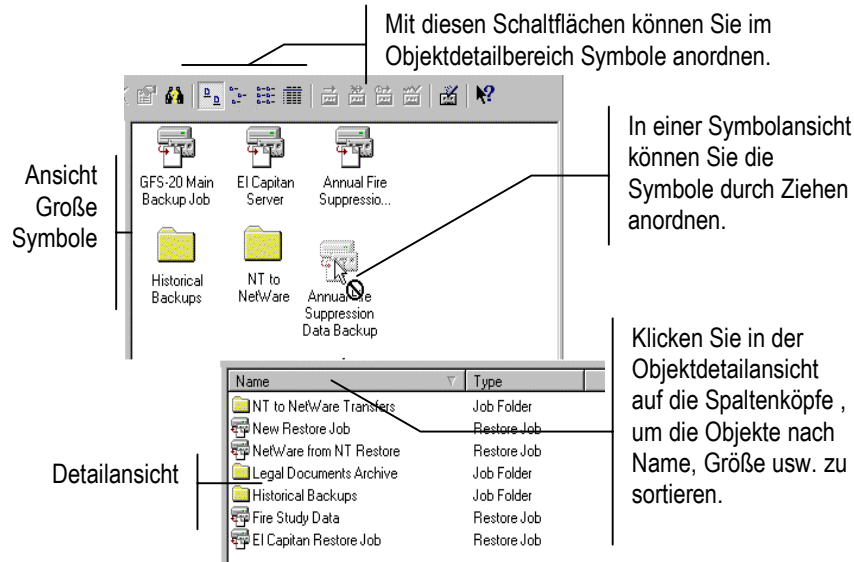 Mit diesen Schaltflächen können Sie im
Objektdetailbereich Symbole anordnen.
Ansicht
Große
Symbole
GFS-20 Main
Backup Job
El Capitan
Server
Annual Fire
Suppressio...
Historical
Backups
NT to
NetWare
Annual Fire
Suppression
Data Backup
In einer Symbolansicht
können Sie die
Symbole durch Ziehen
anordnen.
Detailansicht
Name
Type
NT to NetWare Transfers
Job Folder
New Restore Job
Restore Job
NetWare from NT Restore
Restore Job
Legal Documents Archive
Job Folder
Historical Backups
Job Folder
Fire Study Data
Restore Job
El Capitan Restore Job
Restore Job
Klicken Sie in der
Objektdetailansicht
auf die Spaltenköpfe ,
um die Objekte nach
Name, Größe usw. zu
sortieren.